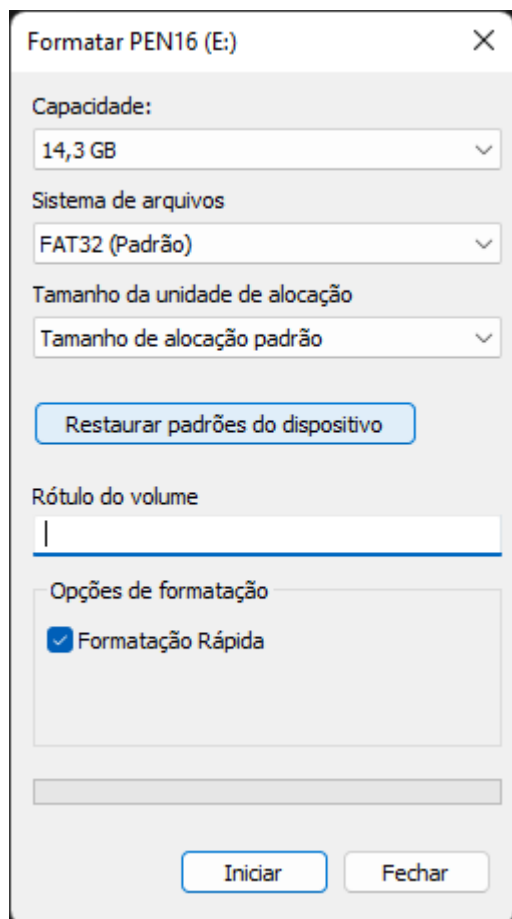 Formatar PEN16 (E:)
Capacidade:
14,3 GB
Sistema de arquivos
FAT32 (Padrão)
Tamanho da unidade de alocação
Tamanho de alocação padrão
Restaurar padrões do dispositivo
Rótulo do volume
Opções de formatação
Formatação Rápida
Iniciar
Fechar